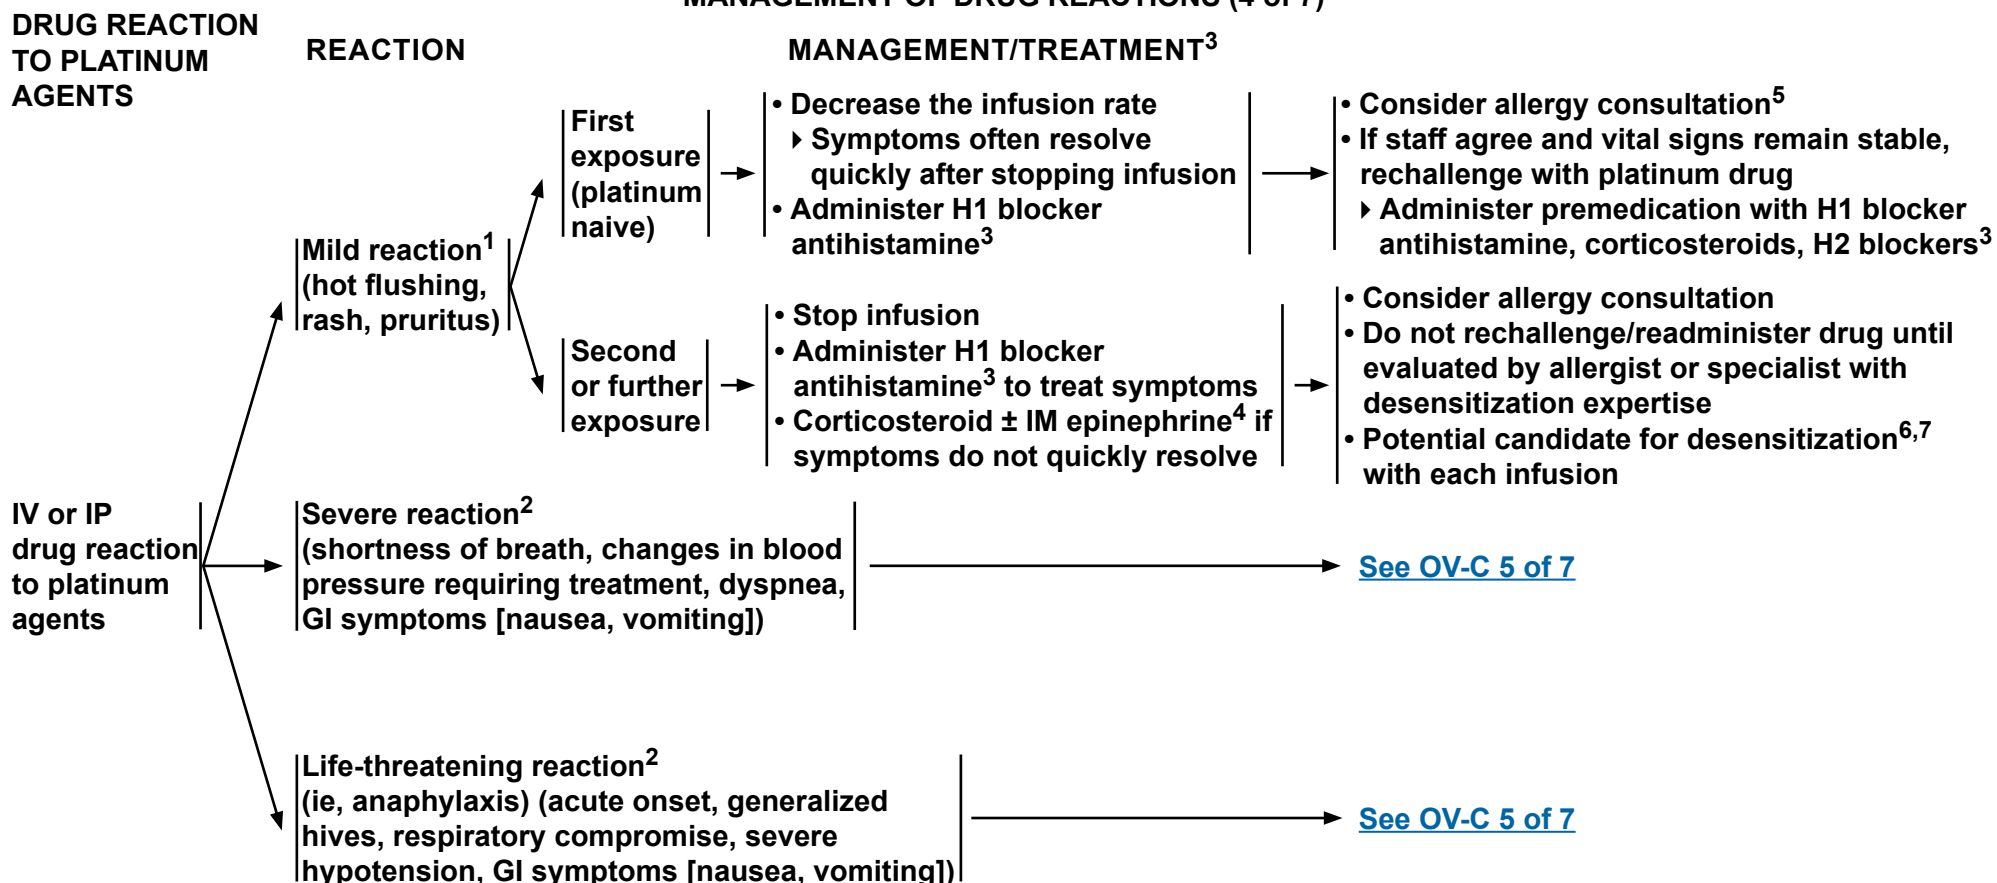 MANAGEMENT OF DRUG REACTIONS (4 of 7)
DRUG REACTION
TO PLATINUM
AGENTS
REACTION
MANAGEMENT/TREATMENT3
First
exposure
(platinum
naive)
• Decrease the infusion rate
‣ Symptoms often resolve
quickly after stopping infusion
• Administer H1 blocker
antihistamine3
• Consider allergy consultation5
• If staff agree and vital signs remain stable,
rechallenge with platinum drug
‣ Administer premedication with H1 blocker
antihistamine, corticosteroids, H2 blockers3
Mild reaction1
(hot flushing,
rash, pruritus)
Second
or further
exposure
• Stop infusion
• Administer H1 blocker
antihistamine3 to treat symptoms
• Corticosteroid ± IM epinephrine4 if
symptoms do not quickly resolve
• Consider allergy consultation
• Do not rechallenge/readminister drug until
evaluated by allergist or specialist with
desensitization expertise
• Potential candidate for desensitization6,7
with each infusion
IV or IP
drug reaction
to platinum
agents
Severe reaction2
(shortness of breath, changes in blood
pressure requiring treatment, dyspnea,
GI symptoms [nausea, vomiting])
See OV-C 5 of 7
Life-threatening reaction2
(ie, anaphylaxis) (acute onset, generalized
hives, respiratory compromise, severe
hypotension, GI symptoms [nausea, vomiting])
See OV-C 5 of 7